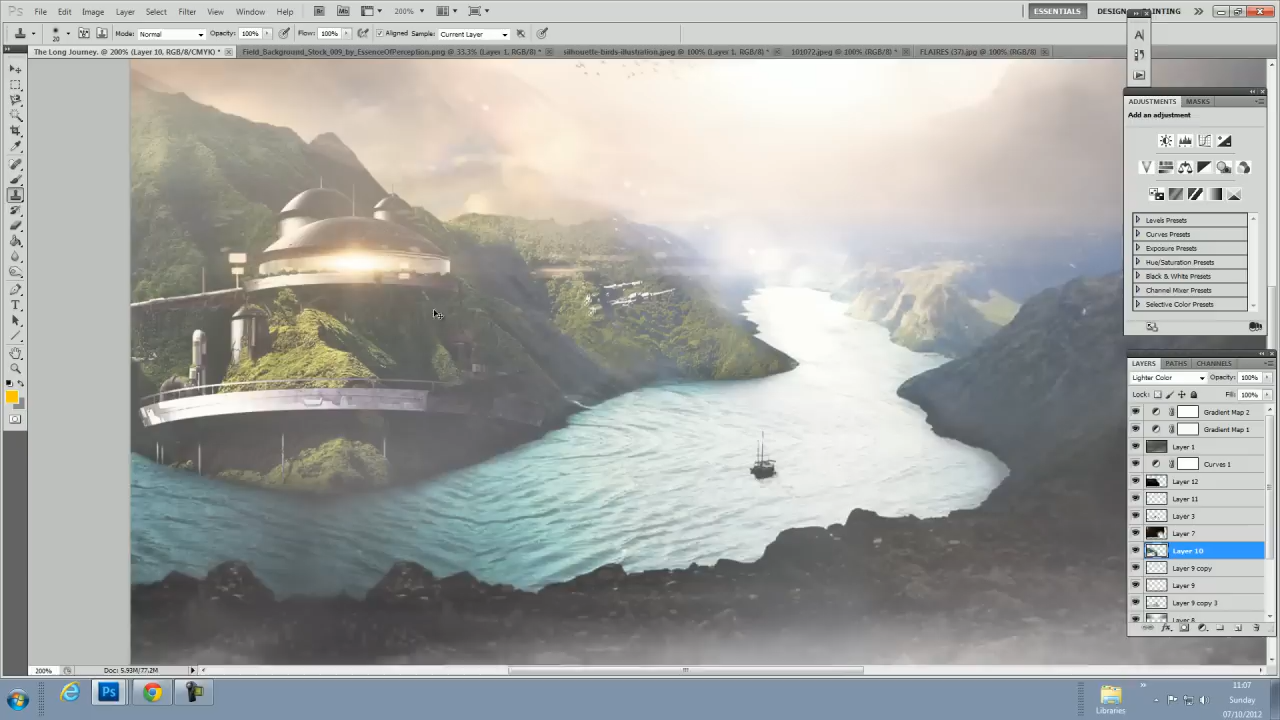 Ps File Edit Image Layer Select Filter Analysis 3D View Window Help Br Mb 200% ESSENTIALS DESIGN PAINTING
20 Mode: Normal Opacity: 100% Flow: 100% Aligned Sample: Current Layer
The Long Journey. @ 200% (Layer 10, RGB/8/CMYK) * Field_Background_Stock_009_by_EssenceOfPerception.png @ 33.3% (Layer 1, RGB/8) * silhouette-birds-illustration.jpeg @ 100% (Layer 1, RGB/8) * 101072.jpeg @ 100% (RGB/8*) * FLAIRES (37).jpg @ 100% (RGB/8)
ADJUSTMENTS MASKS
Add an adjustment
Levels Presets
Curves Presets
Exposure Presets
Hue/Saturation Presets
Black & White Presets
Channel Mixer Presets
Selective Color Presets
LAYERS PATHS CHANNELS
Lighter Color Opacity: 100%
Lock: Fill: 100%
Gradient Map 2
Gradient Map 1
Layer 1
Curves 1
Layer 12
Layer 11
Layer 3
Layer 7
Layer 10
Layer 9 copy
Layer 9
Layer 9 copy 3
Layer 8
200% Doc: 5.93M/77.2M
Ps
Libraries
11:07
Sunday
07/10/2012